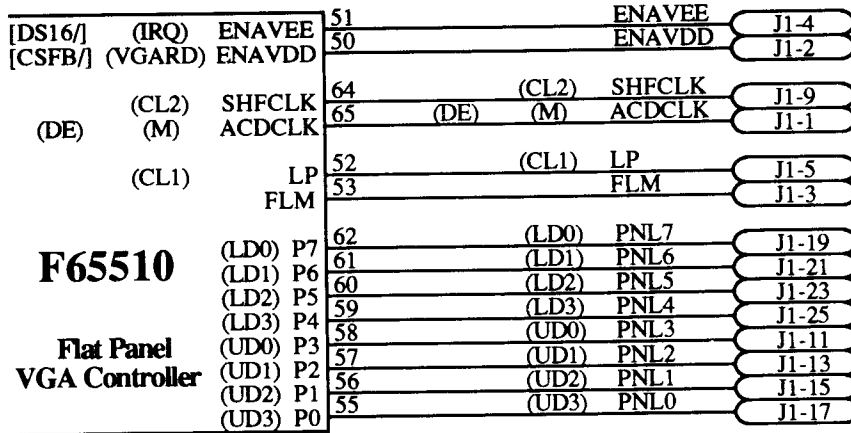 [DS16/] (IRQ) ENAVEE 51 ENAVEE J1-4
[CSFB/] (VGARD) ENAVDD 50 ENAVDD J1-2
(CL2) SHFCLK 64 (CL2) SHFCLK J1-9
(DE) (M) ACDCLK 65 (DE) (M) ACDCLK J1-1
(CL1) LP 52 (CL1) LP J1-5
FLM 53 FLM J1-3
F65510
Flat Panel
VGA Controller
(LD0) P7 62 (LD0) PNL7 J1-19
(LD1) P6 61 (LD1) PNL6 J1-21
(LD2) P5 60 (LD2) PNL5 J1-23
(LD3) P4 59 (LD3) PNL4 J1-25
(UD0) P3 58 (UD0) PNL3 J1-11
(UD1) P2 57 (UD1) PNL2 J1-13
(UD2) P1 56 (UD2) PNL1 J1-15
(UD3) P0 55 (UD3) PNL0 J1-17